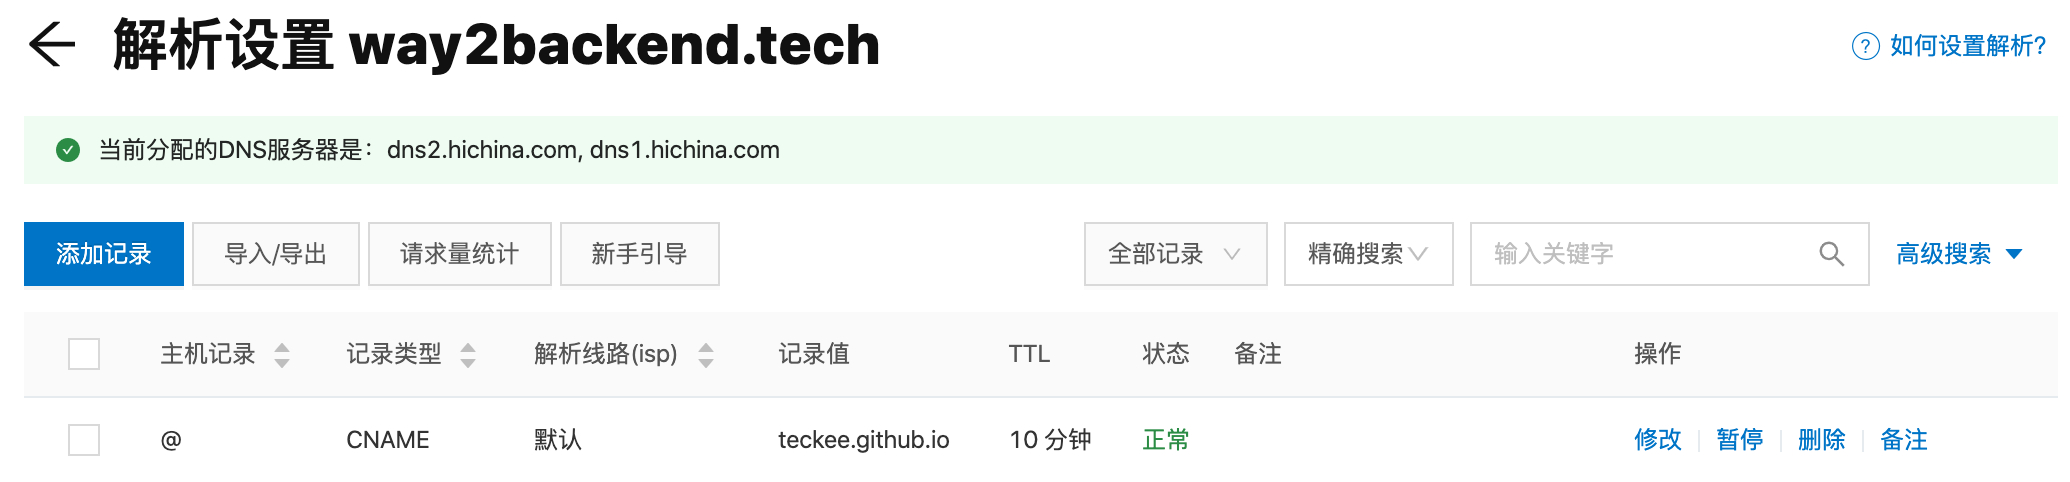 解析设置 way2backend.tech
? 如何设置解析?
当前分配的DNS服务器是：dns2.hichina.com, dns1.hichina.com
添加记录 导入/导出 请求量统计 新手引导 全部记录 精确搜索 输入关键字 高级搜索
主机记录 记录类型 解析线路(isp) 记录值 TTL 状态 备注 操作
@ CNAME 默认 teckee.github.io 10 分钟 正常 修改 暂停 删除 备注